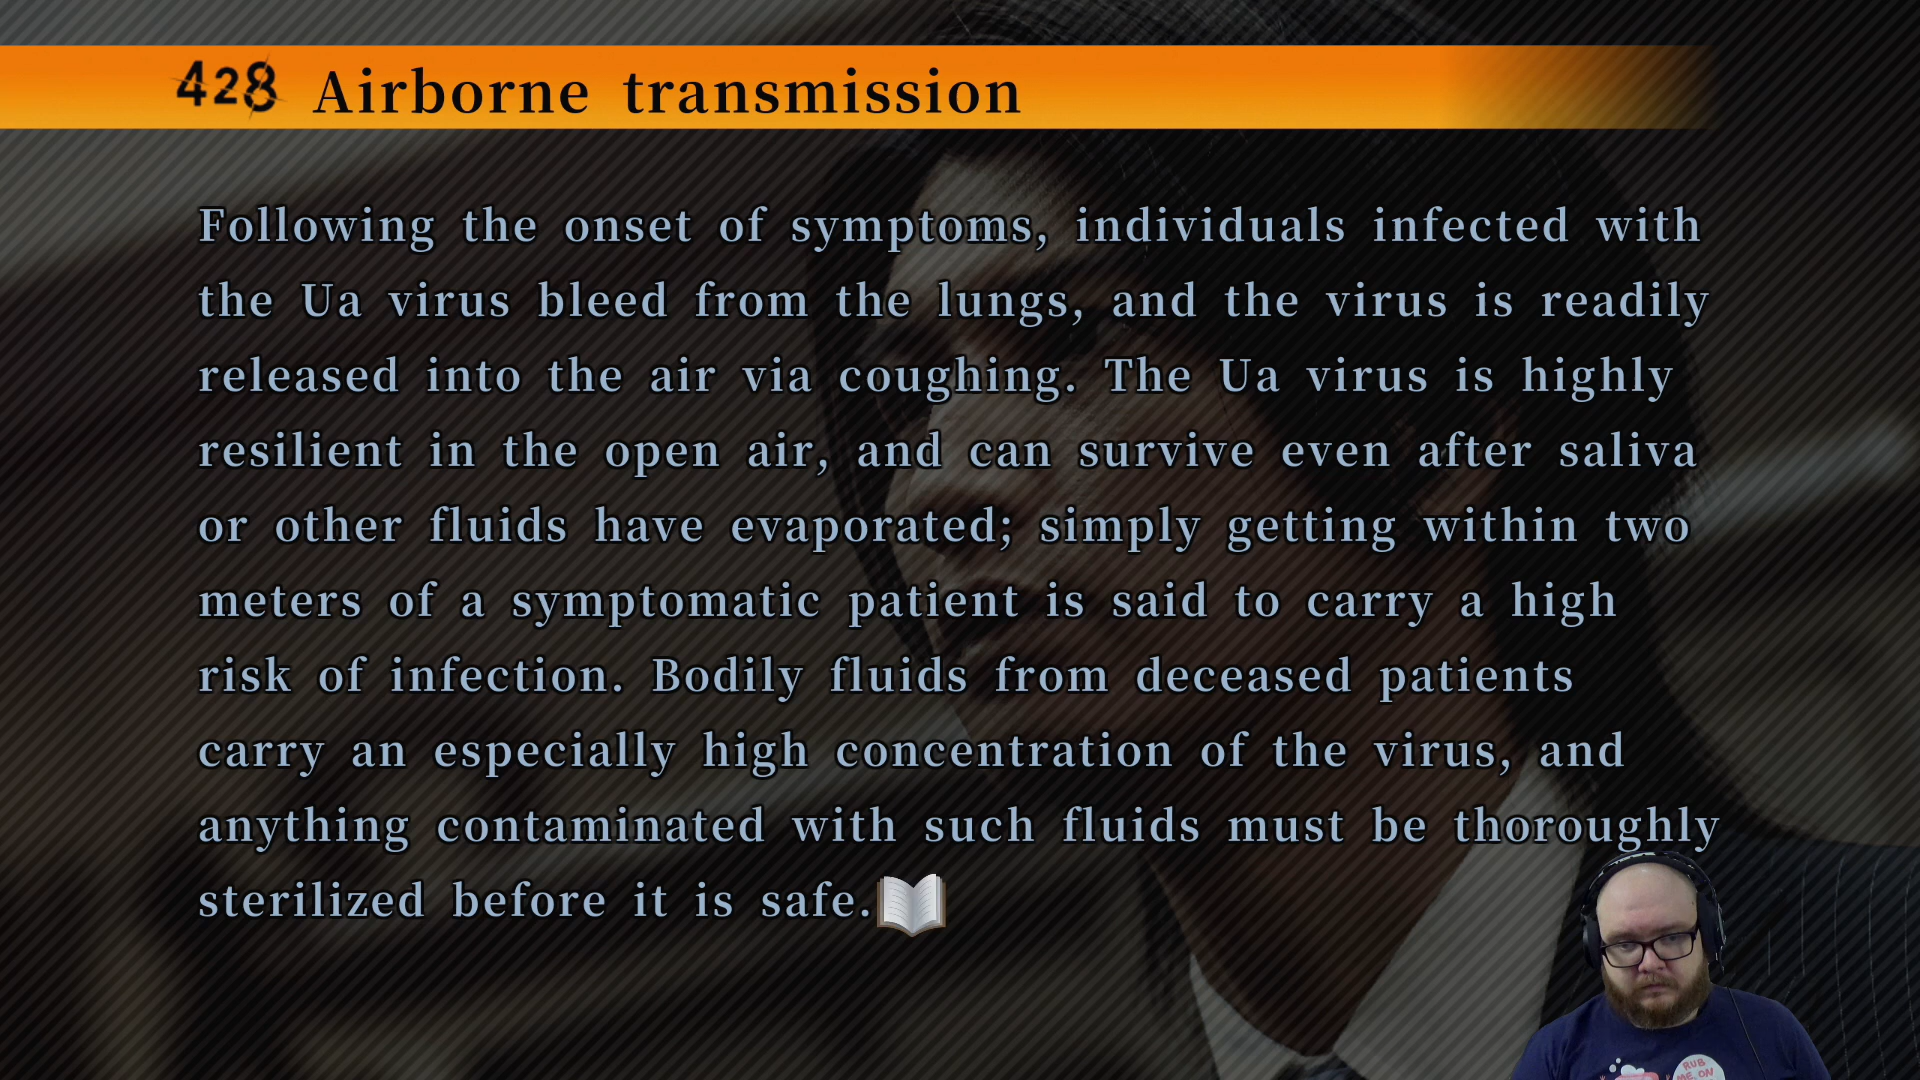 428 Airborne transmission
Following the onset of symptoms, individuals infected with
the Ua virus bleed from the lungs, and the virus is readily
released into the air via coughing. The Ua virus is highly
resilient in the open air, and can survive even after saliva
or other fluids have evaporated; simply getting within two
meters of a symptomatic patient is said to carry a high
risk of infection. Bodily fluids from deceased patients
carry an especially high concentration of the virus, and
anything contaminated with such fluids must be thoroughly
sterilized before it is safe.
RUB
ME ON